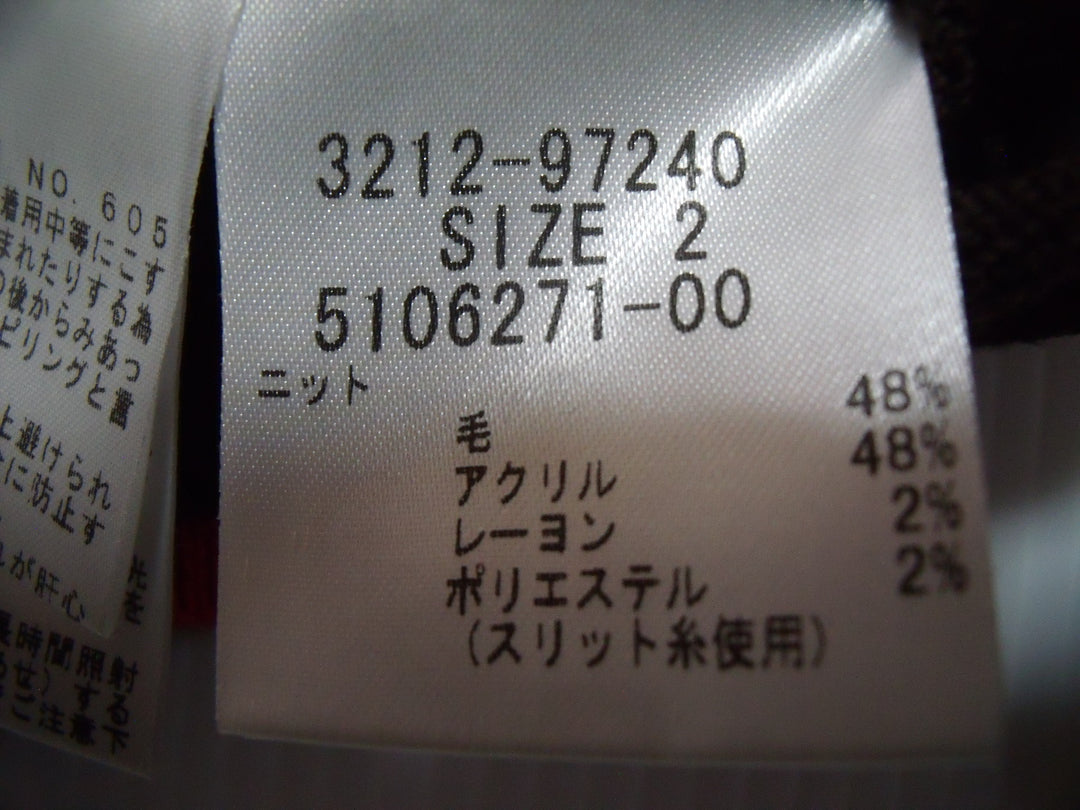 NO. 605
着用中等にこす
まれたりする為
の後からみあっ
ピリングと言
上避けられ
に防止す
が肝心
長時間照射
せ）する
ご注意下
3212-97240
SIZE 2
5106271-00
ニット
毛 48%
アクリル 48%
レーヨン 2%
ポリエステル 2%
(スリット糸使用)